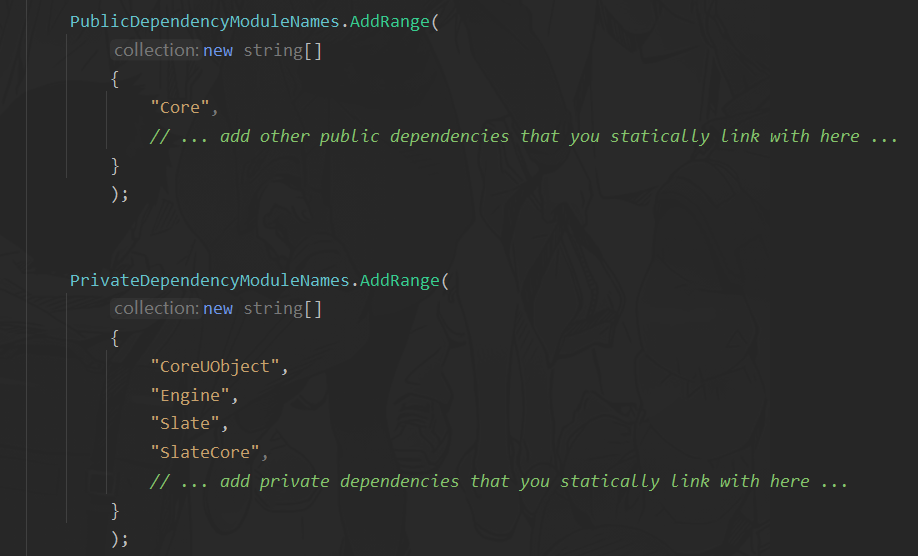 PublicDependencyModuleNames.AddRange(
collection: new string[]
{
"Core",
// ... add other public dependencies that you statically link with here ...
}
);
PrivateDependencyModuleNames.AddRange(
collection: new string[]
{
"CoreUObject",
"Engine",
"Slate",
"SlateCore",
// ... add private dependencies that you statically link with here ...
}
);